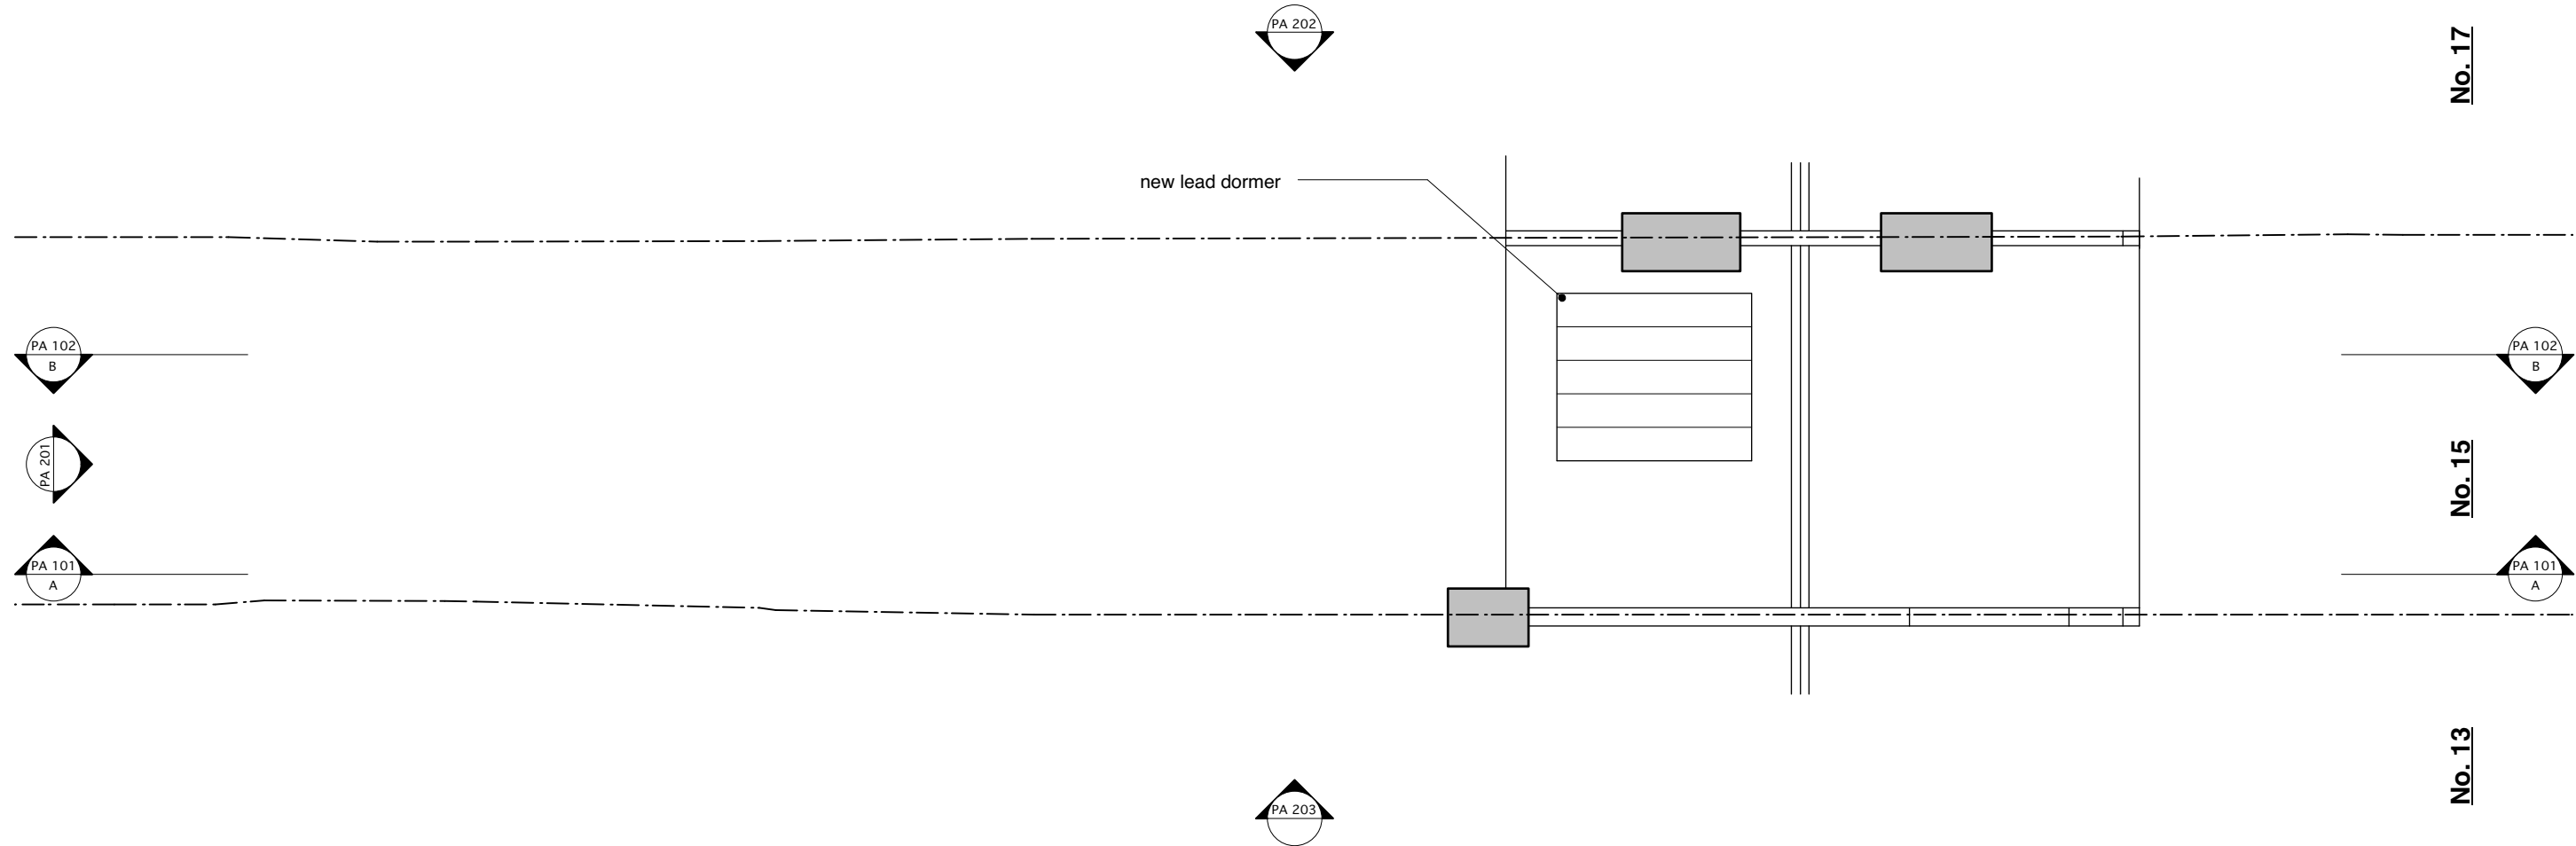 PA 202
No. 17
new lead dormer
PA 102
B
PA 102
B
PA 201
No. 15
PA 101
A
PA 101
A
No. 13
PA 203